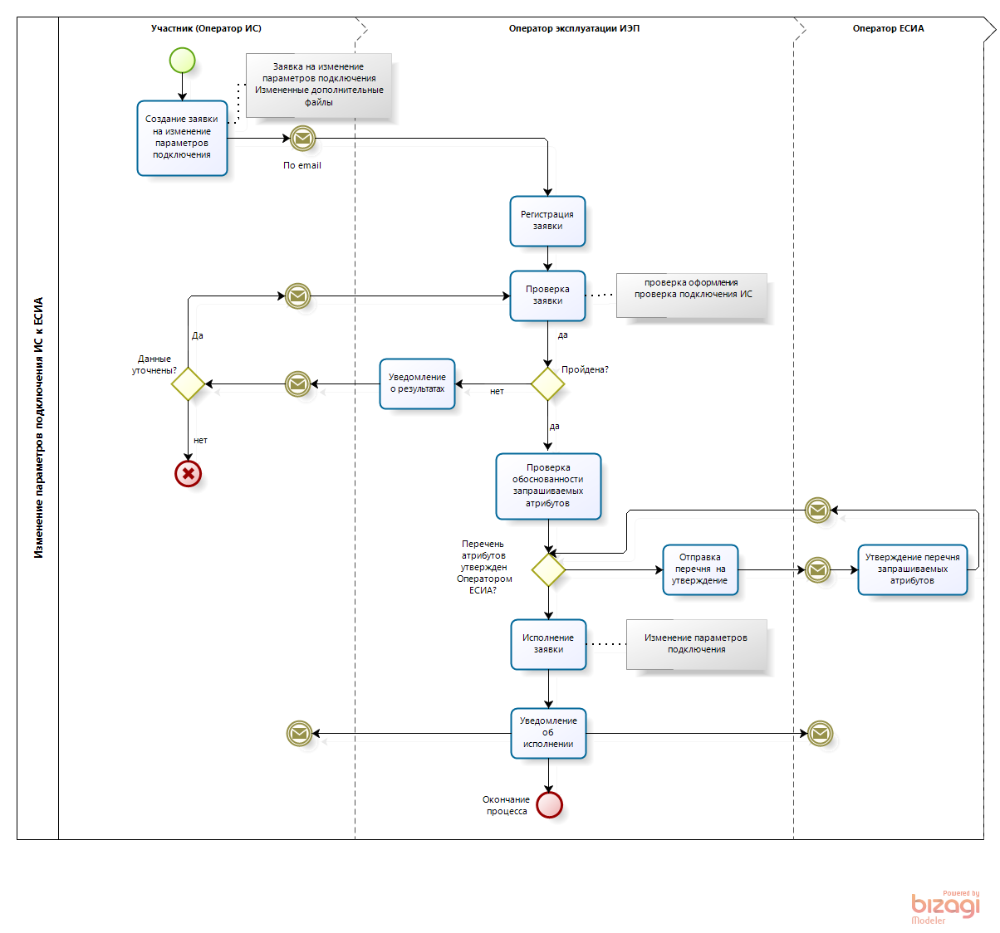 Участник (Оператор ИС)
Оператор эксплуатации ИЭП
Оператор ЕСИА
Изменение параметров подключения ИС к ЕСИА
Заявка на изменение
параметров подключения
Измененные дополнительные
файлы
Создание заявки
на изменение
параметров
подключения
По email
Регистрация
заявки
Проверка
заявки
проверка оформления
проверка подключения ИС
Да
да
Данные
уточнены?
Уведомление
о результатах
нет
Пройдена?
нет
да
Проверка
обоснованности
запрашиваемых
атрибутов
Перечень
атрибутов
утвержден
Оператором
ЕСИА?
Отправка
перечня на
утверждение
Утверждение перечня
запрашиваемых
атрибутов
Исполнение
заявки
Изменение параметров
подключения
Уведомление
об
исполнении
Окончание
процесса
Powered by
bizagi
Modeler